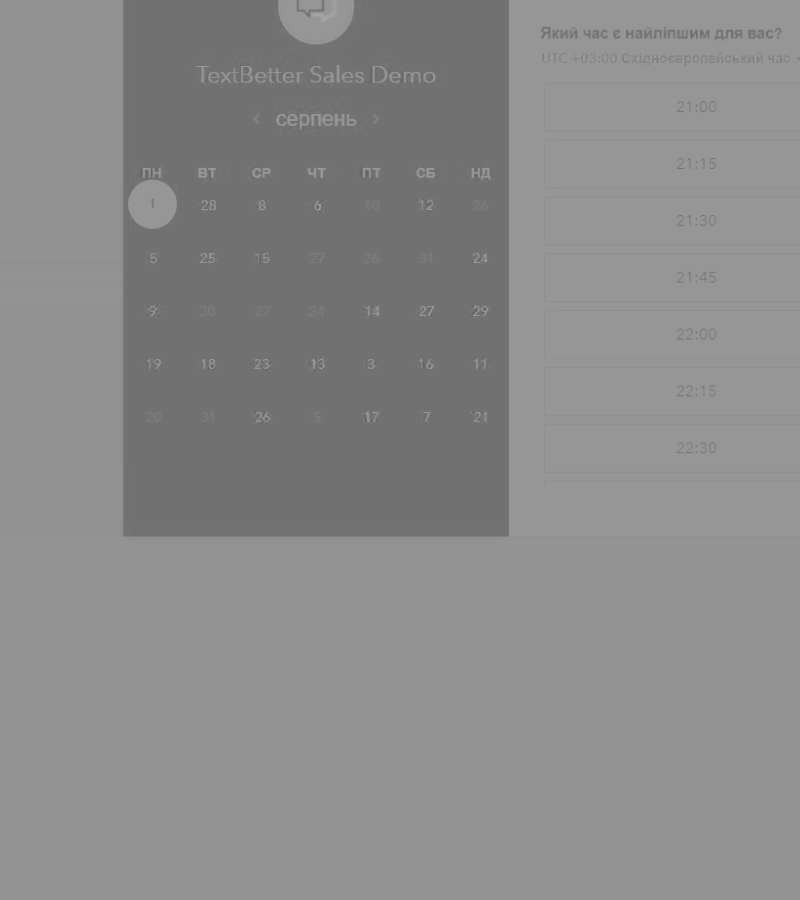 TextBetter Sales Demo
‹ серпень ›
ПН ВТ СР ЧТ ПТ СБ НД
1 28 8 6 10 12 26
5 25 15 27 26 31 24
9 30 27 24 14 27 29
19 18 23 13 3 16 11
20 31 26 5 17 7 21
Який час є найліпшим для вас?
UTC +03:00 Східноєвропейський час
21:00
21:15
21:30
21:45
22:00
22:15
22:30